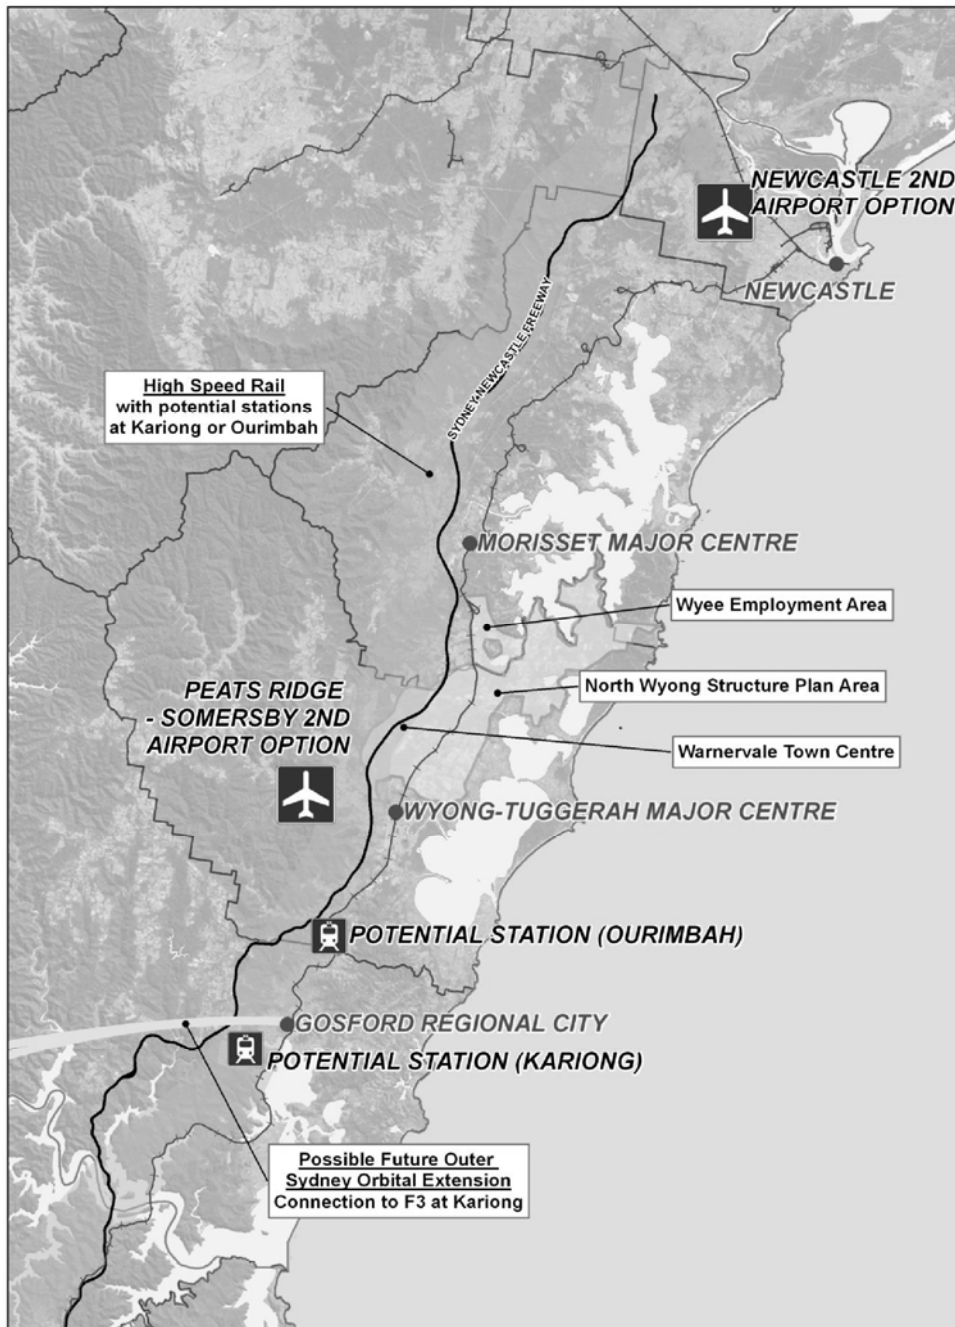 NEWCASTLE 2ND
AIRPORT OPTION
NEWCASTLE
SYDNEY-NEWCASTLE FREEWAY
High Speed Rail
with potential stations
at Kariong or Ourimbah
MORISSET MAJOR CENTRE
Wyee Employment Area
North Wyong Structure Plan Area
PEATS RIDGE
- SOMERSBY 2ND
AIRPORT OPTION
Warnervale Town Centre
WYONG-TUGGERAH MAJOR CENTRE
POTENTIAL STATION (OURIMBAH)
GOSFORD REGIONAL CITY
POTENTIAL STATION (KARIONG)
Possible Future Outer
Sydney Orbital Extension
Connection to F3 at Kariong